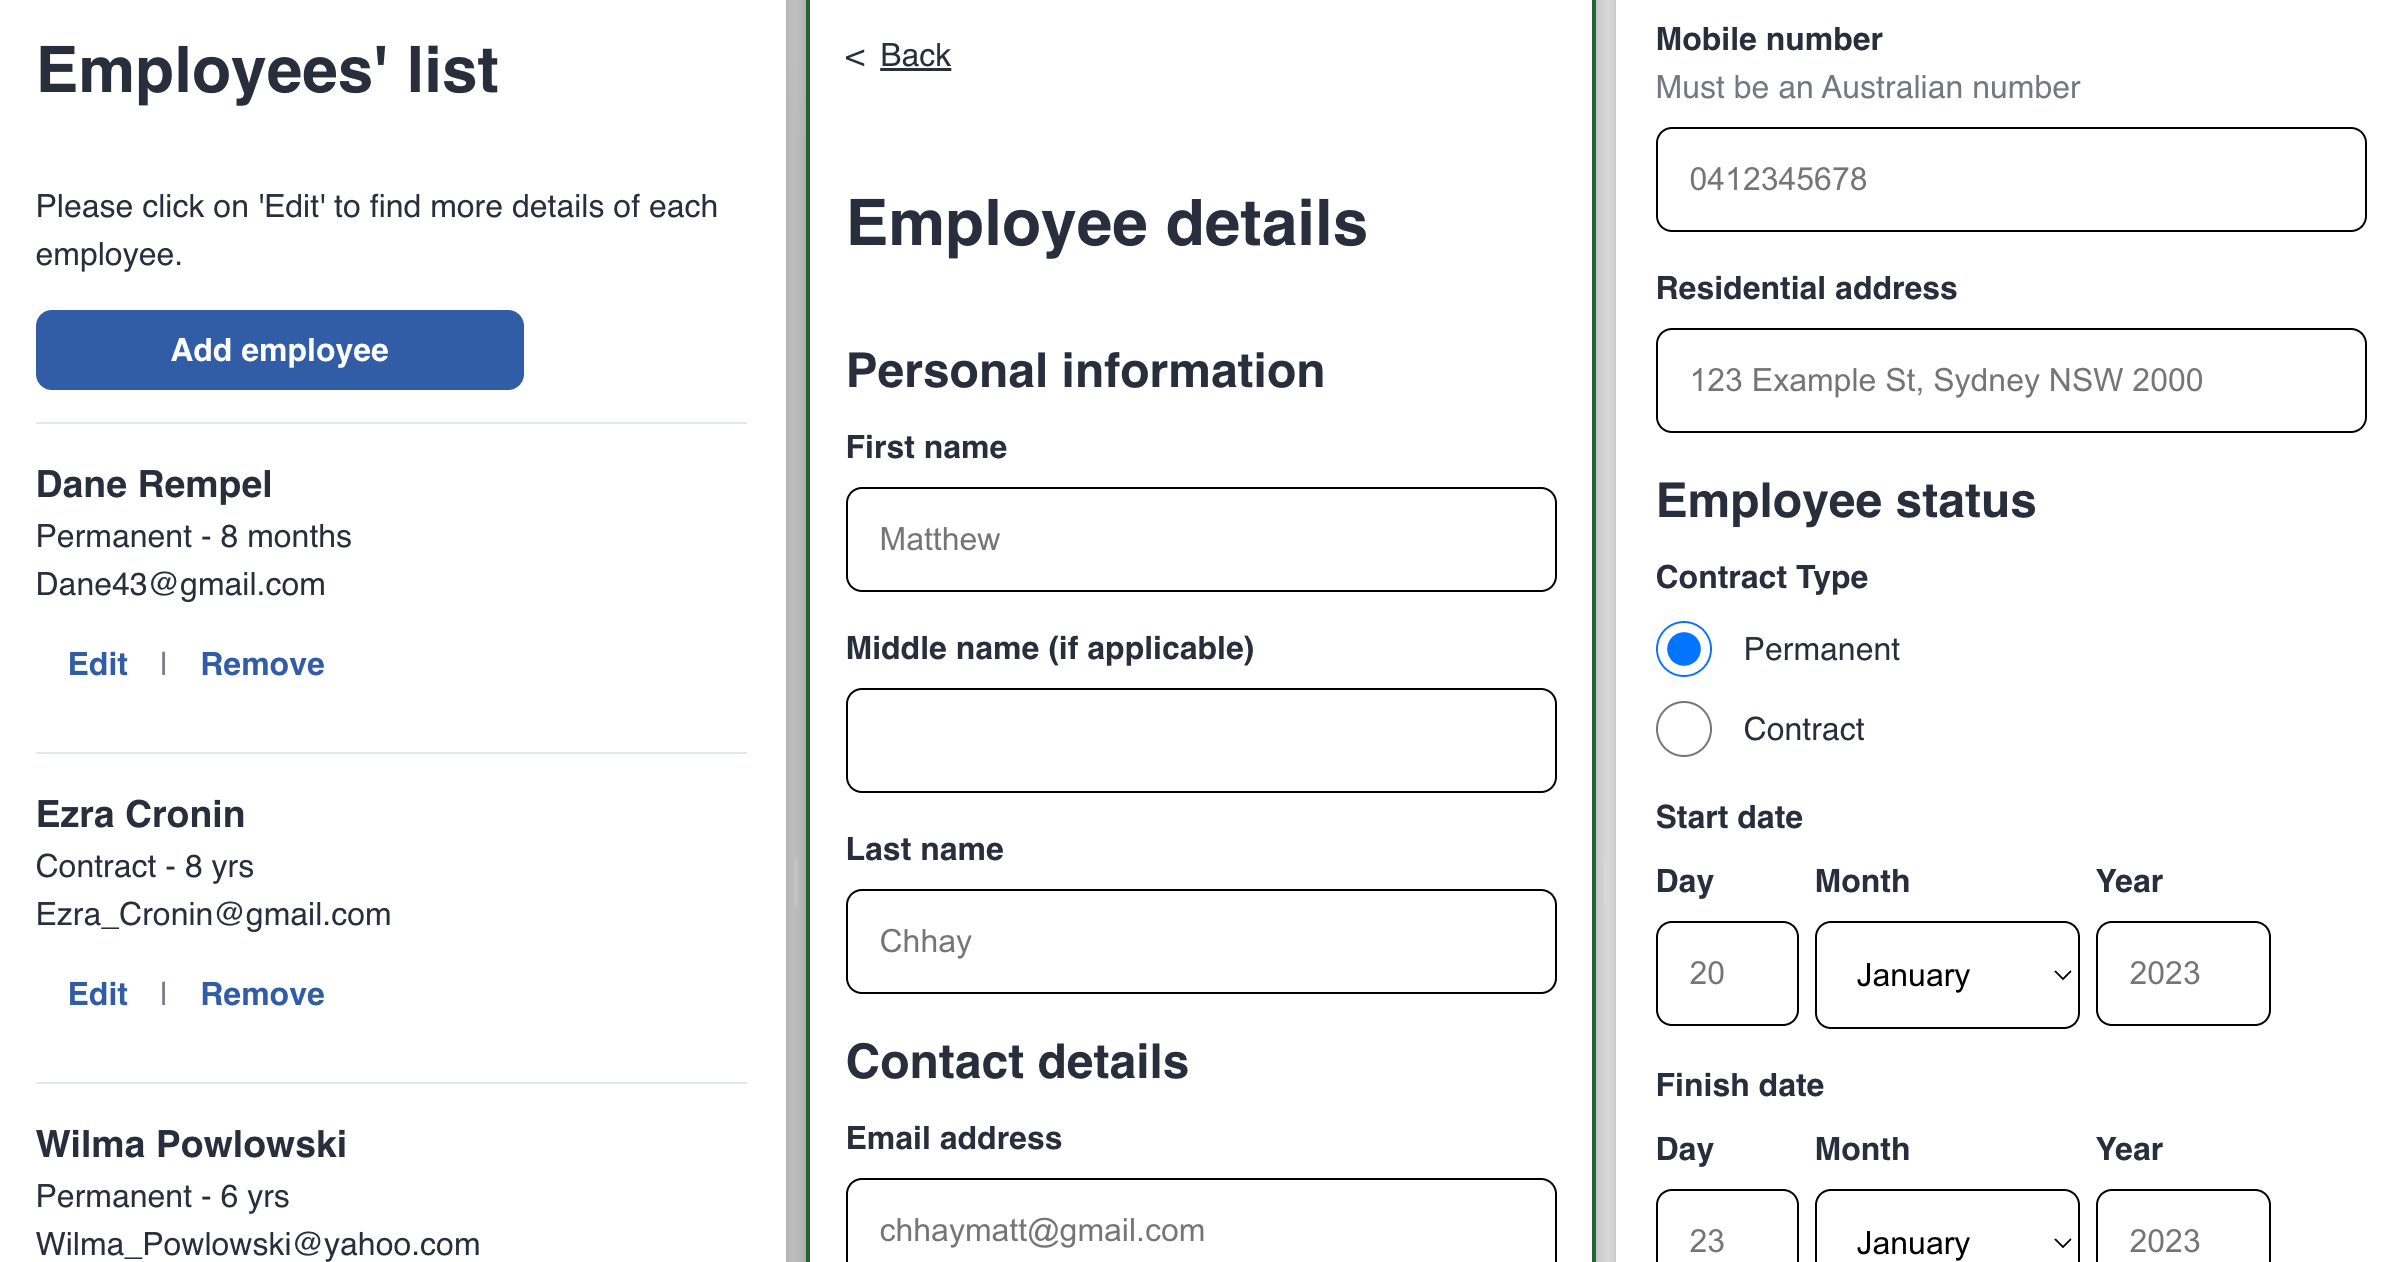 Employees' list
Please click on 'Edit' to find more details of each
employee.
Add employee
Dane Rempel
Permanent - 8 months
Dane43@gmail.com
Edit | Remove
Ezra Cronin
Contract - 8 yrs
Ezra_Cronin@gmail.com
Edit | Remove
Wilma Powlowski
Permanent - 6 yrs
Wilma_Powlowski@yahoo.com
< Back
Employee details
Personal information
First name
Matthew
Middle name (if applicable)
Last name
Chhay
Contact details
Email address
chhaymatt@gmail.com
Mobile number
Must be an Australian number
0412345678
Residential address
123 Example St, Sydney NSW 2000
Employee status
Contract Type
Permanent
Contract
Start date
Day Month Year
20 January 2023
Finish date
Day Month Year
23 January 2023